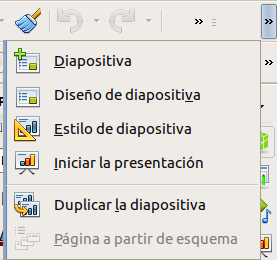 Diapositiva
Diseño de diapositiva
Estilo de diapositiva
Iniciar la presentación
Duplicar la diapositiva
Página a partir de esquema